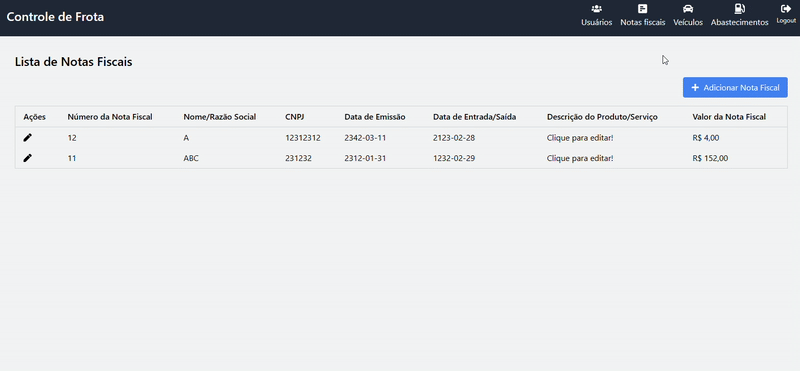 Controle de Frota
Usuários Notas fiscais Veículos Abastecimentos Logout
Lista de Notas Fiscais
Adicionar Nota Fiscal
Ações Número da Nota Fiscal Nome/Razão Social CNPJ Data de Emissão Data de Entrada/Saída Descrição do Produto/Serviço Valor da Nota Fiscal
12 A 12312312 2342-03-11 2123-02-28 Clique para editar! R$ 4,00
11 ABC 231232 2312-01-31 1232-02-29 Clique para editar! R$ 152,00